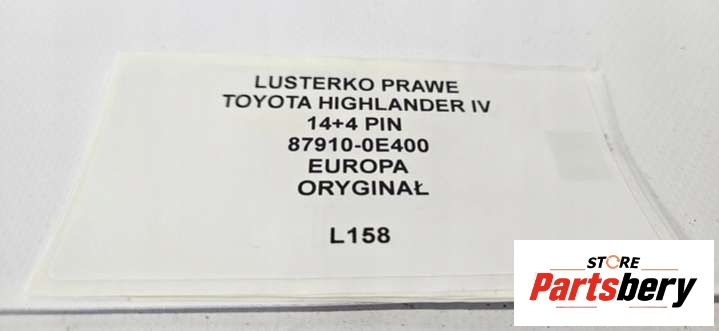 LUSTERKO PRAWE
TOYOTA HIGHLANDER IV
14+4 PIN
87910-0E400
EUROPA
ORYGINAŁ
L158
STORE
Partsbery